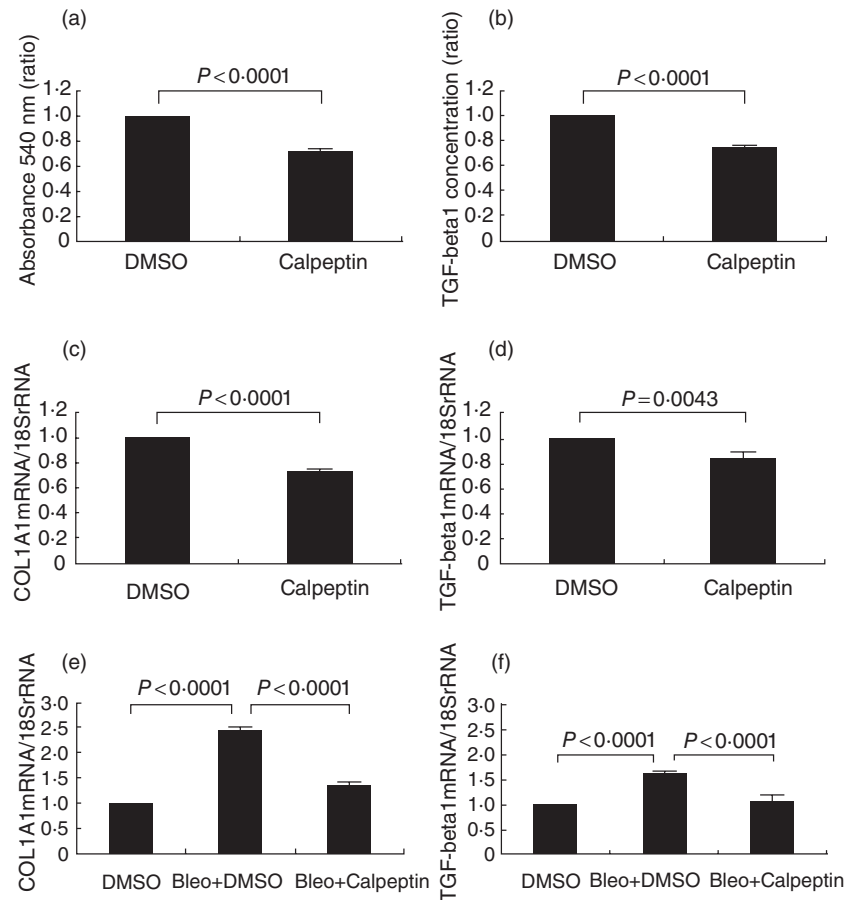 (a)
Absorbance 540 nm (ratio)
P<0·0001
1·2
1·0
0·8
0·6
0·4
0·2
0
DMSO
Calpeptin
(b)
TGF-beta1 concentration (ratio)
P<0·0001
1·2
1·0
0·8
0·6
0·4
0·2
0
DMSO
Calpeptin
(c)
COL1A1mRNA/18SrRNA
P<0·0001
1·2
1·0
0·8
0·6
0·4
0·2
0
DMSO
Calpeptin
(d)
TGF-beta1mRNA/18SrRNA
P=0·0043
1·2
1·0
0·8
0·6
0·4
0·2
0
DMSO
Calpeptin
(e)
COL1A1mRNA/18SrRNA
P<0·0001
P<0·0001
3·0
2·5
2·0
1·5
1·0
0·5
0
DMSO
Bleo+DMSO
Bleo+Calpeptin
(f)
TGF-beta1mRNA/18SrRNA
P<0·0001
P<0·0001
3·0
2·5
2·0
1·5
1·0
0·5
0
DMSO
Bleo+DMSO
Bleo+Calpeptin